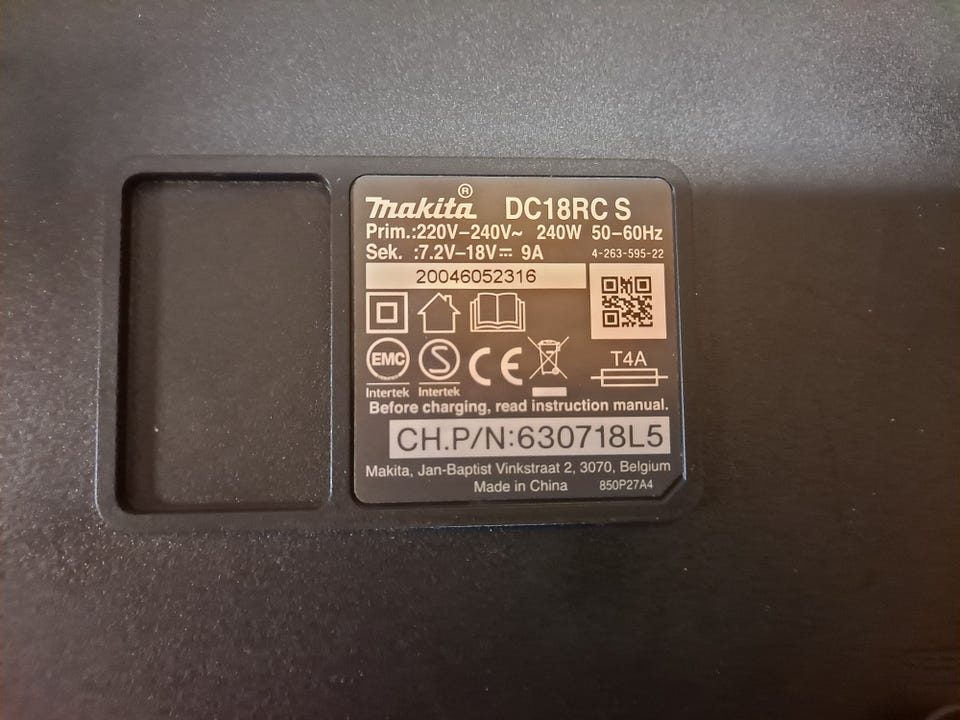 Makita® DC18RC S
Prim.:220V–240V~ 240W 50–60Hz
Sek. :7.2V–18V⎓ 9A 4-263-595-22
20046052316
EMC S CE T4A
Intertek Intertek
Before charging, read instruction manual.
CH.P/N:630718L5
Makita, Jan-Baptist Vinkstraat 2, 3070, Belgium
Made in China 850P27A4